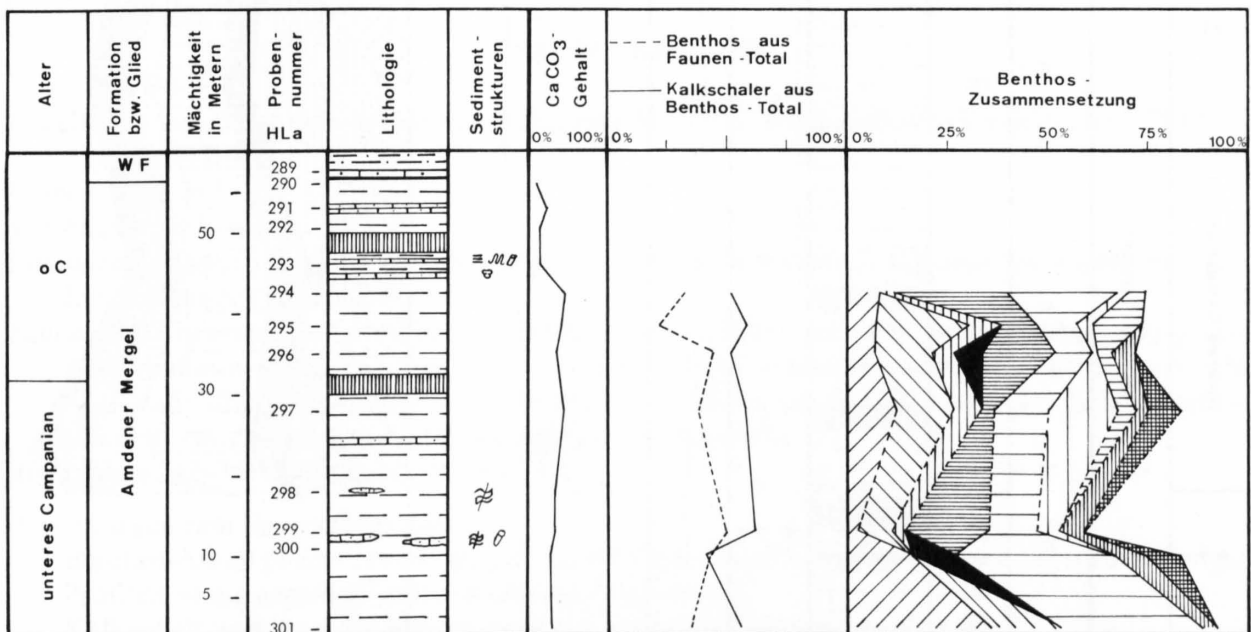 Alter
Formation
bzw. Glied
Mächtigkeit
in Metern
Proben-
nummer
HLa
Lithologie
Sediment -
strukturen
CaCO3-
Gehalt
0% 100%
Benthos aus
Faunen - Total
Kalkschaler aus
Benthos - Total
0% 100%
Benthos -
Zusammensetzung
0% 25% 50% 75% 100%
o C
unteres Campanian
W F
Amdener Mergel
50
30
10
5
289
290
291
292
293
294
295
296
297
298
299
300
301